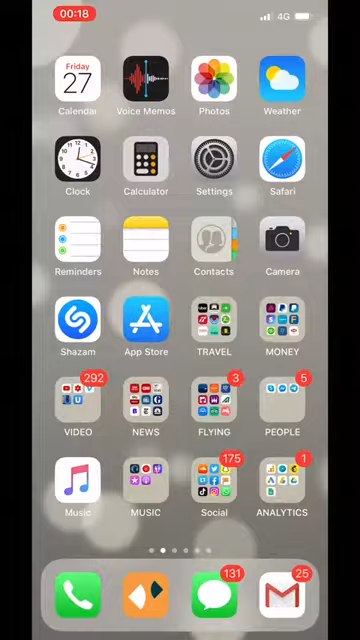 00:18 4G
Friday
27
Calendar Voice Memos Photos Weather
Clock Calculator Settings Safari
Reminders Notes Contacts Camera
Shazam App Store TRAVEL MONEY
292 3 5
VIDEO NEWS FLYING PEOPLE
175 1
Music MUSIC Social ANALYTICS
131 25